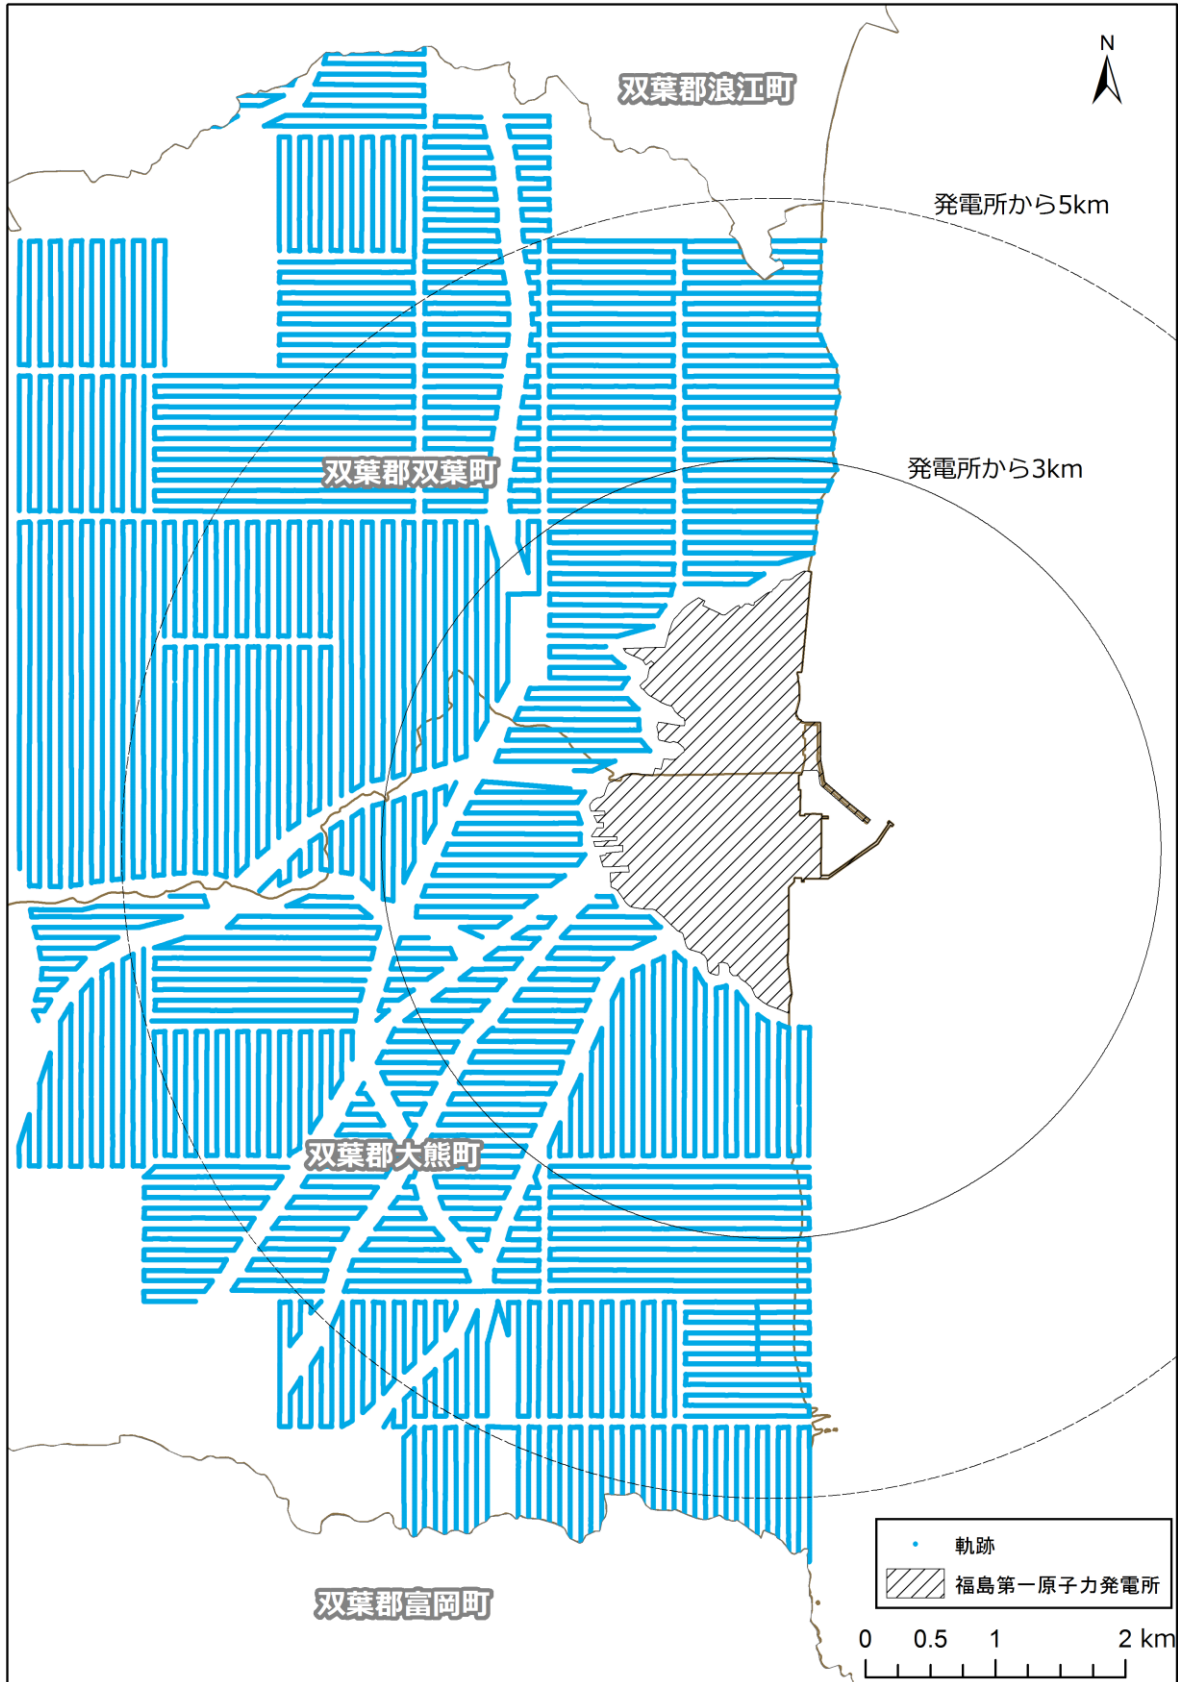 N
双葉郡浪江町
発電所から5km
発電所から3km
双葉郡双葉町
双葉郡大熊町
双葉郡富岡町
軌跡
福島第一原子力発電所
0 0.5 1 2 km